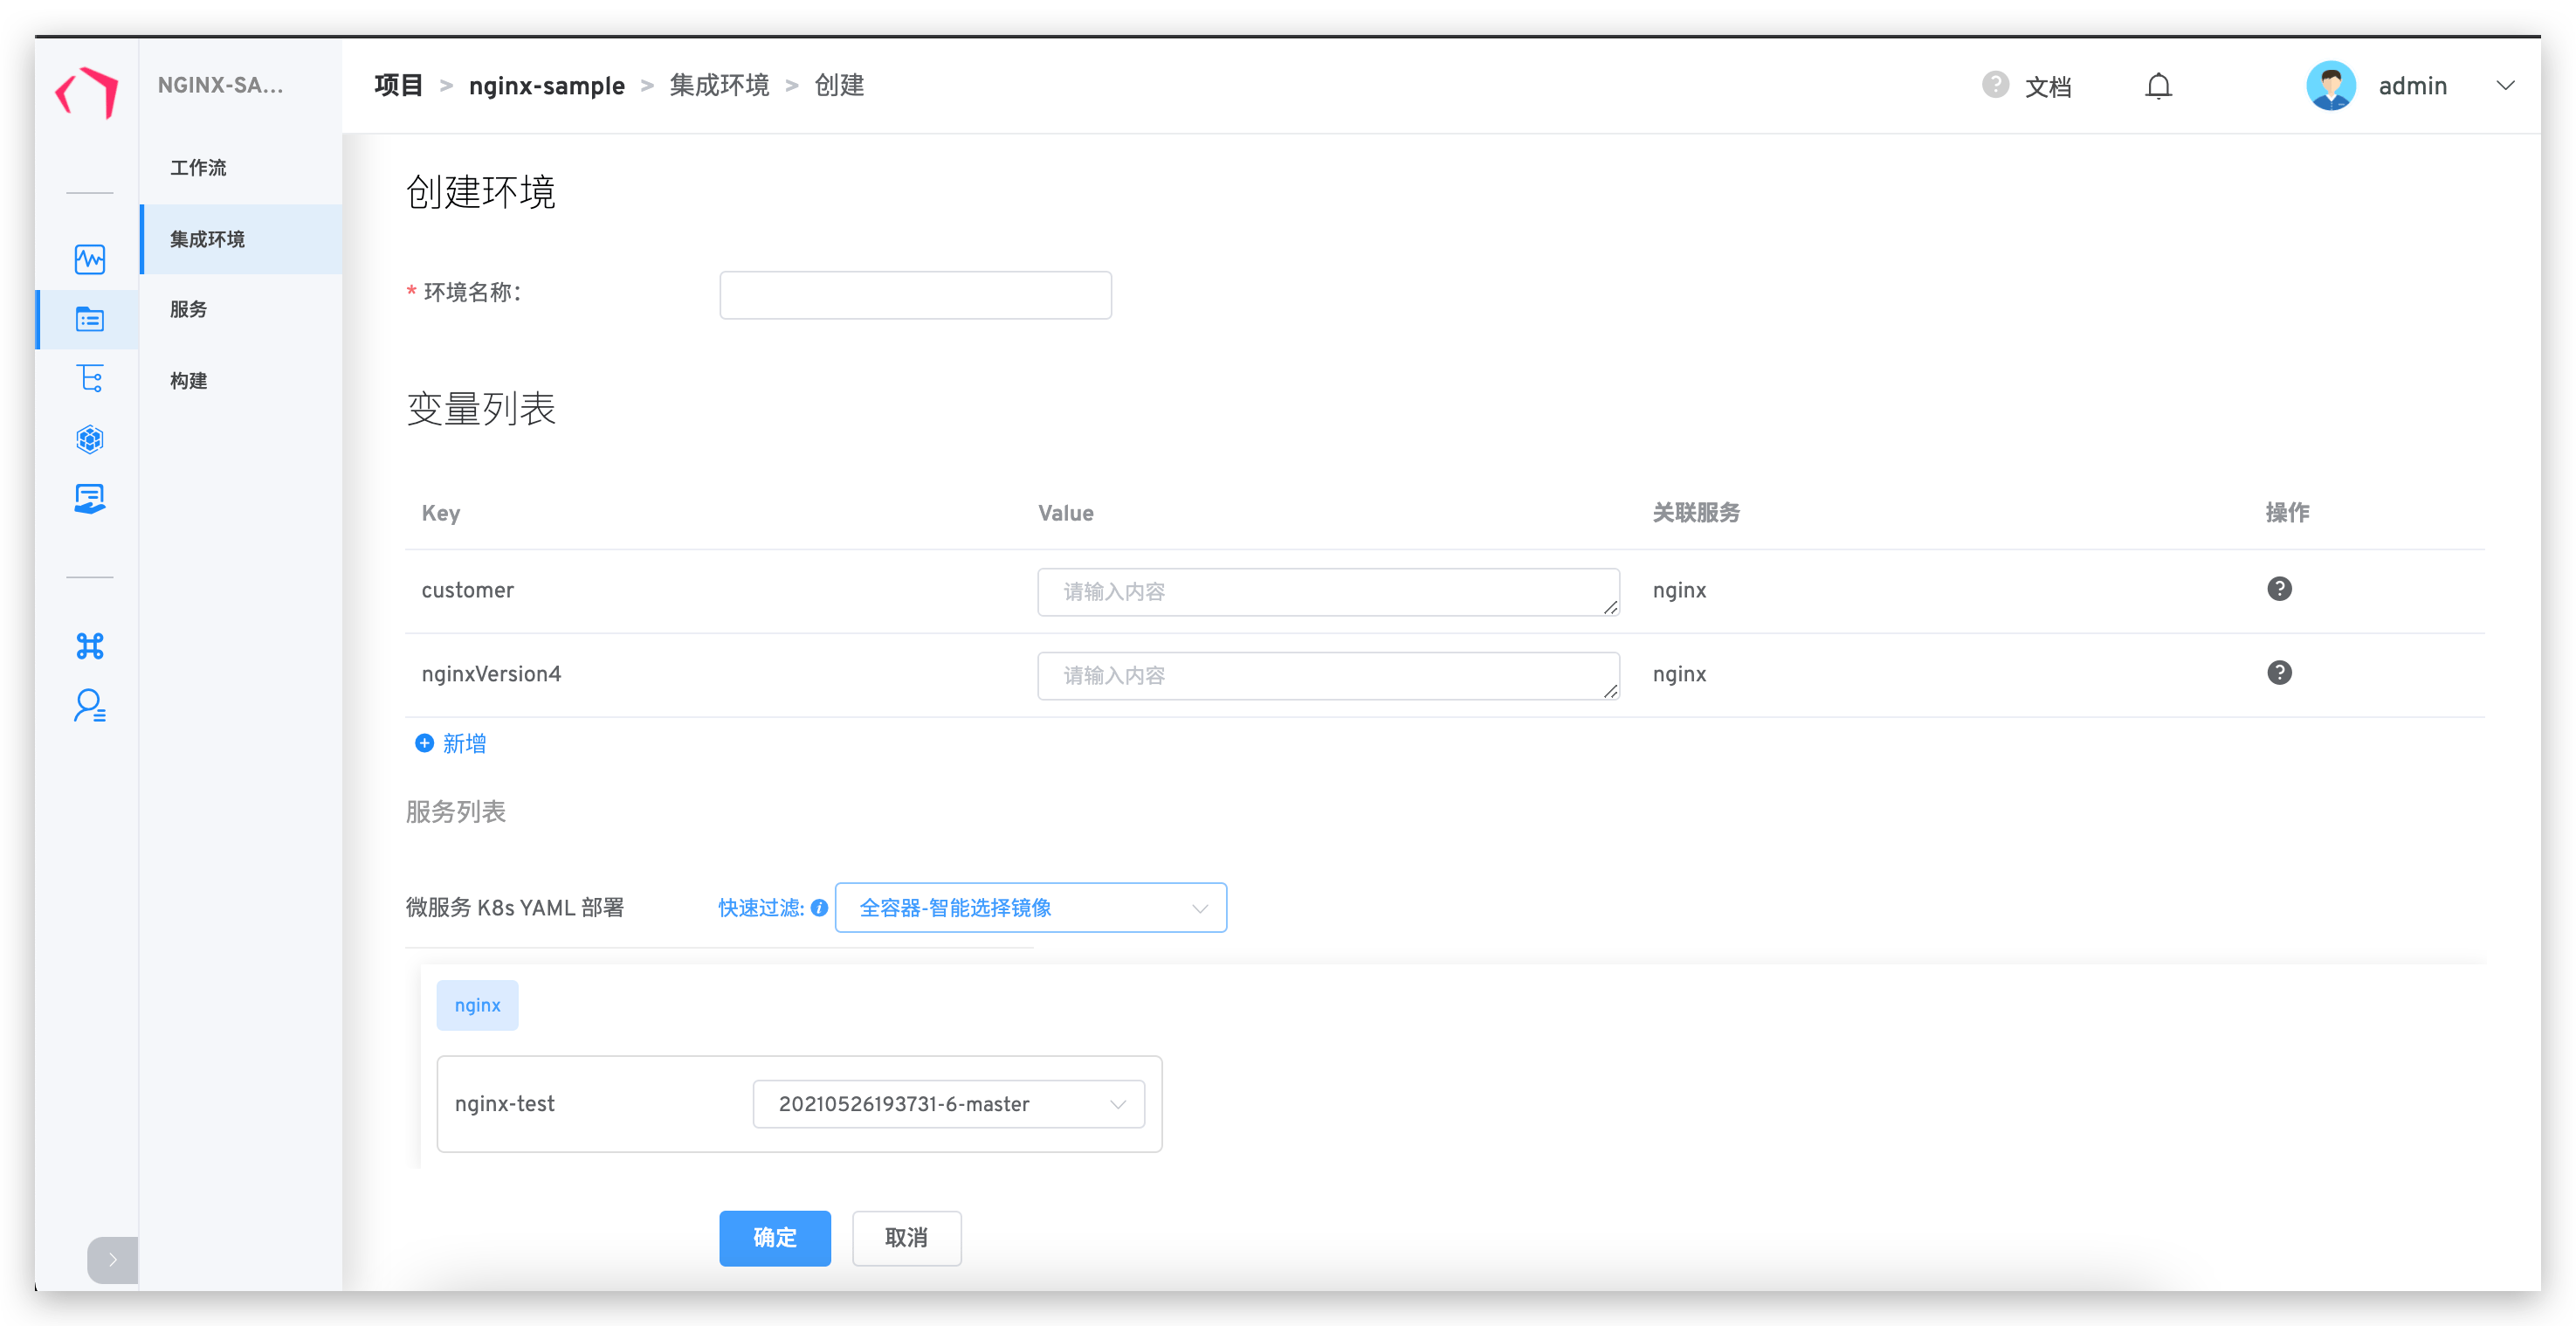 NGINX-SA...
项目 > nginx-sample > 集成环境 > 创建
文档
admin
工作流
集成环境
服务
构建
创建环境
* 环境名称:
变量列表
Key Value 关联服务 操作
customer 请输入内容 nginx
nginxVersion4 请输入内容 nginx
新增
服务列表
微服务 K8s YAML 部署 快速过滤: 全容器-智能选择镜像
nginx
nginx-test 20210526193731-6-master
确定 取消